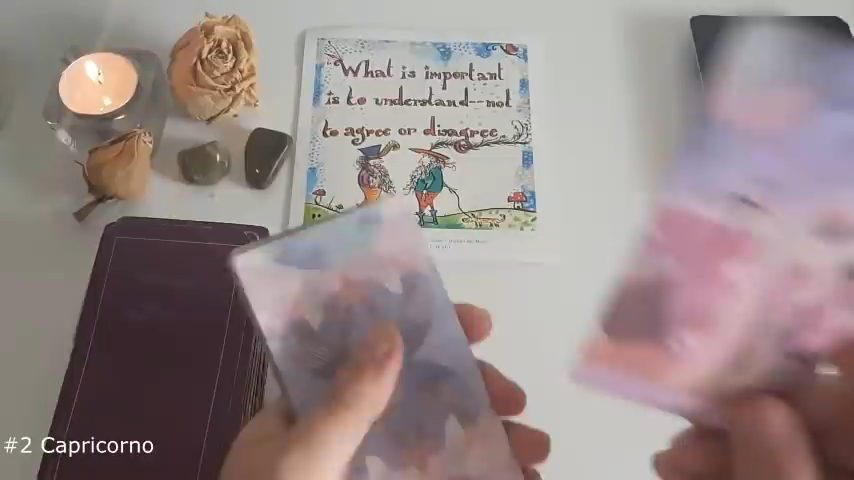 What is important
is to understand--not
to agree or disagree
#2 Capricorno